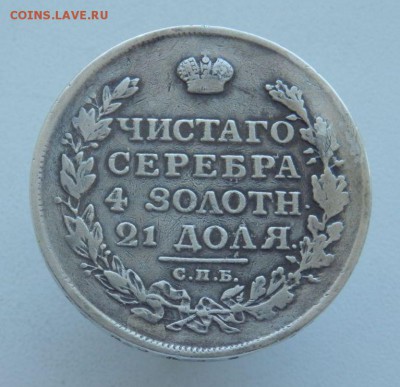 COINS.LAVE.RU
ЧИСТАГО
СЕРЕБРА
4 ЗОЛОТН.
21 ДОЛЯ.
С.П.Б.